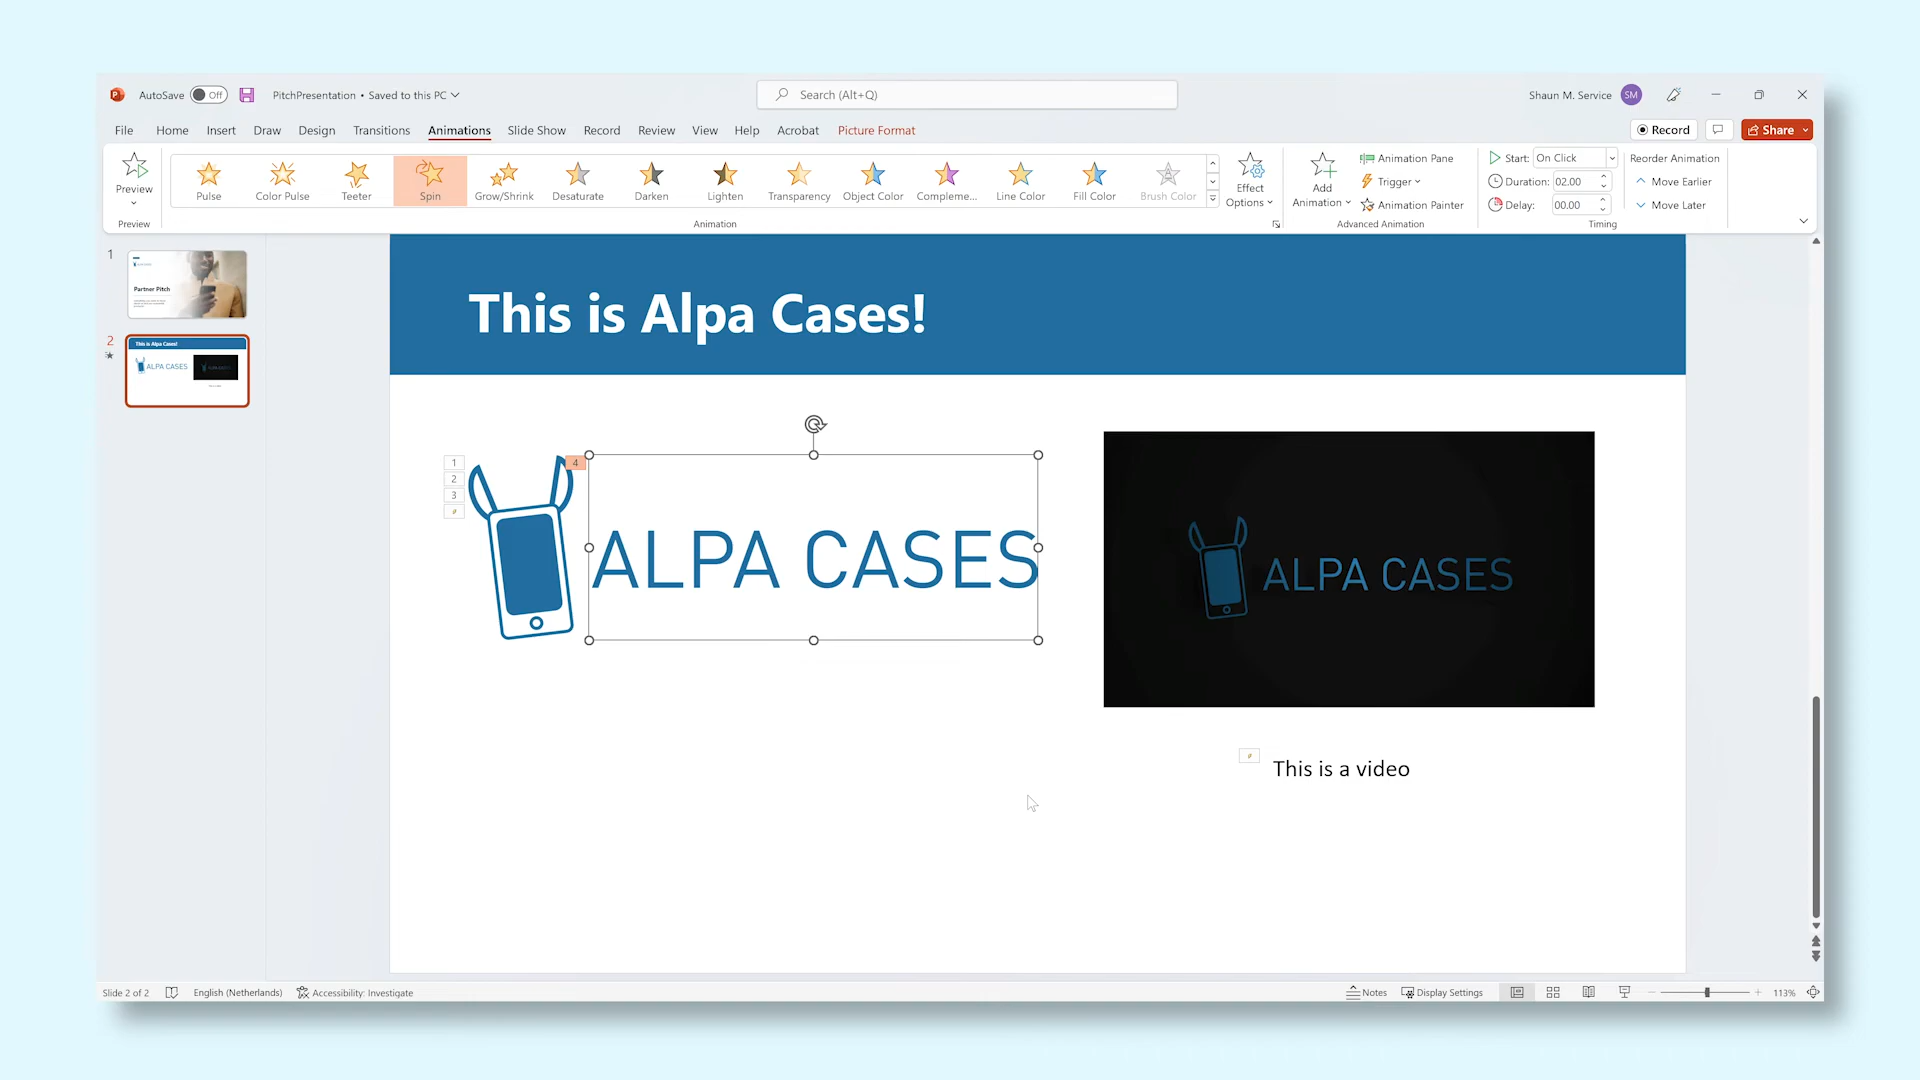 AutoSave Off PitchPresentation • Saved to this PC Search (Alt+Q) Shaun M. Service SM
File Home Insert Draw Design Transitions Animations Slide Show Record Review View Help Acrobat Picture Format Record Share
Preview
Preview
Pulse Color Pulse Teeter Spin Grow/Shrink Desaturate Darken Lighten Transparency Object Color Compleme... Line Color Fill Color Brush Color
Animation
Effect
Options
Add
Animation
Animation Pane
Trigger
Animation Painter
Advanced Animation
Start: On Click
Duration: 02.00
Delay: 00.00
Timing
Reorder Animation
Move Earlier
Move Later
1
ALPA CASES
Partner Pitch
2
This is Alpa Cases!
ALPA CASES
This is Alpa Cases!
1
2
3
4
ALPA CASES
ALPA CASES
This is a video
Slide 2 of 2 English (Netherlands) Accessibility: Investigate Notes Display Settings 113%